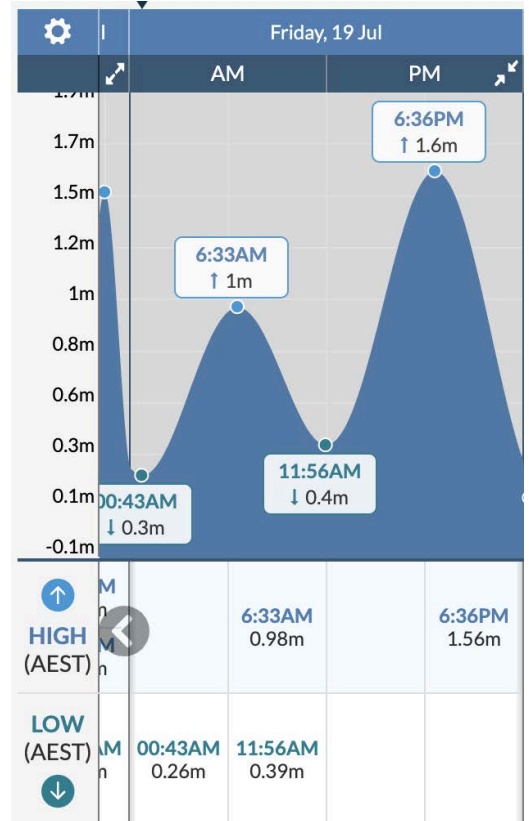 Friday, 19 Jul
AM
PM
1.9m
1.7m
1.5m
1.2m
1m
0.8m
0.6m
0.3m
0.1m
-0.1m
6:36PM
↑ 1.6m
6:33AM
↑ 1m
11:56AM
↓ 0.4m
00:43AM
↓ 0.3m
HIGH
(AEST)
6:33AM
0.98m
6:36PM
1.56m
LOW
(AEST)
00:43AM
0.26m
11:56AM
0.39m